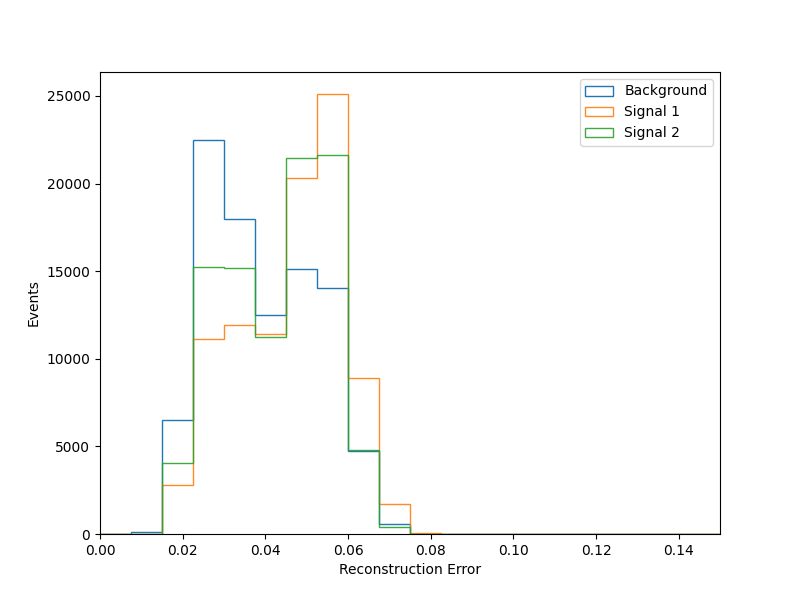 Background
Signal 1
Signal 2
25000
20000
15000
10000
5000
0
Events
0.00 0.02 0.04 0.06 0.08 0.10 0.12 0.14
Reconstruction Error